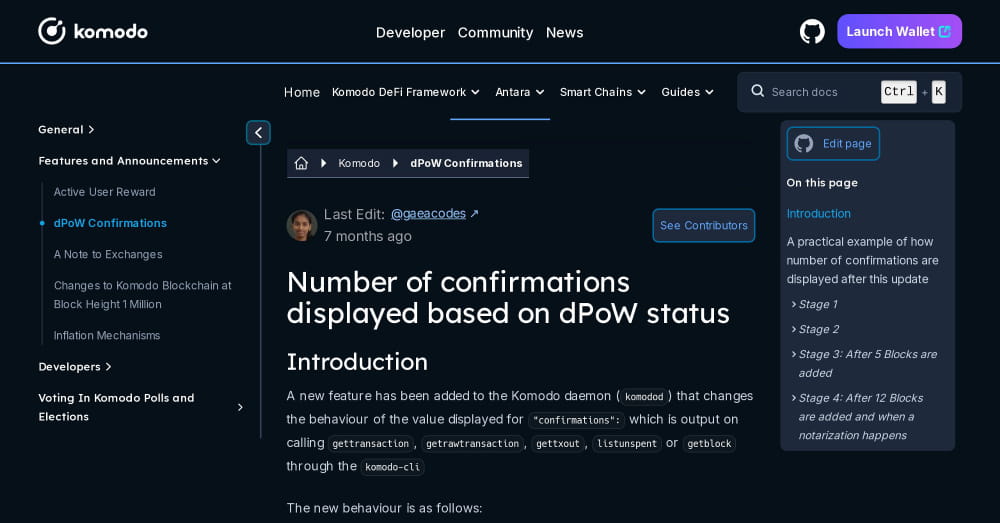 komodo
Developer Community News
Launch Wallet
Home Komodo DeFi Framework Antara Smart Chains Guides
Search docs Ctrl + K
General
Features and Announcements
Active User Reward
dPoW Confirmations
A Note to Exchanges
Changes to Komodo Blockchain at
Block Height 1 Million
Inflation Mechanisms
Developers
Voting In Komodo Polls and
Elections
Komodo dPoW Confirmations
Last Edit: @gaeacodes ↗
7 months ago
See Contributors
Number of confirmations
displayed based on dPoW status
Introduction
A new feature has been added to the Komodo daemon ( komodod ) that changes
the behaviour of the value displayed for "confirmations": which is output on
calling gettransaction , getrawtransaction , gettxout , listunspent or getblock
through the komodo-cli
The new behaviour is as follows:
Edit page
On this page
Introduction
A practical example of how
number of confirmations are
displayed after this update
Stage 1
Stage 2
Stage 3: After 5 Blocks are
added
Stage 4: After 12 Blocks
are added and when a
notarization happens